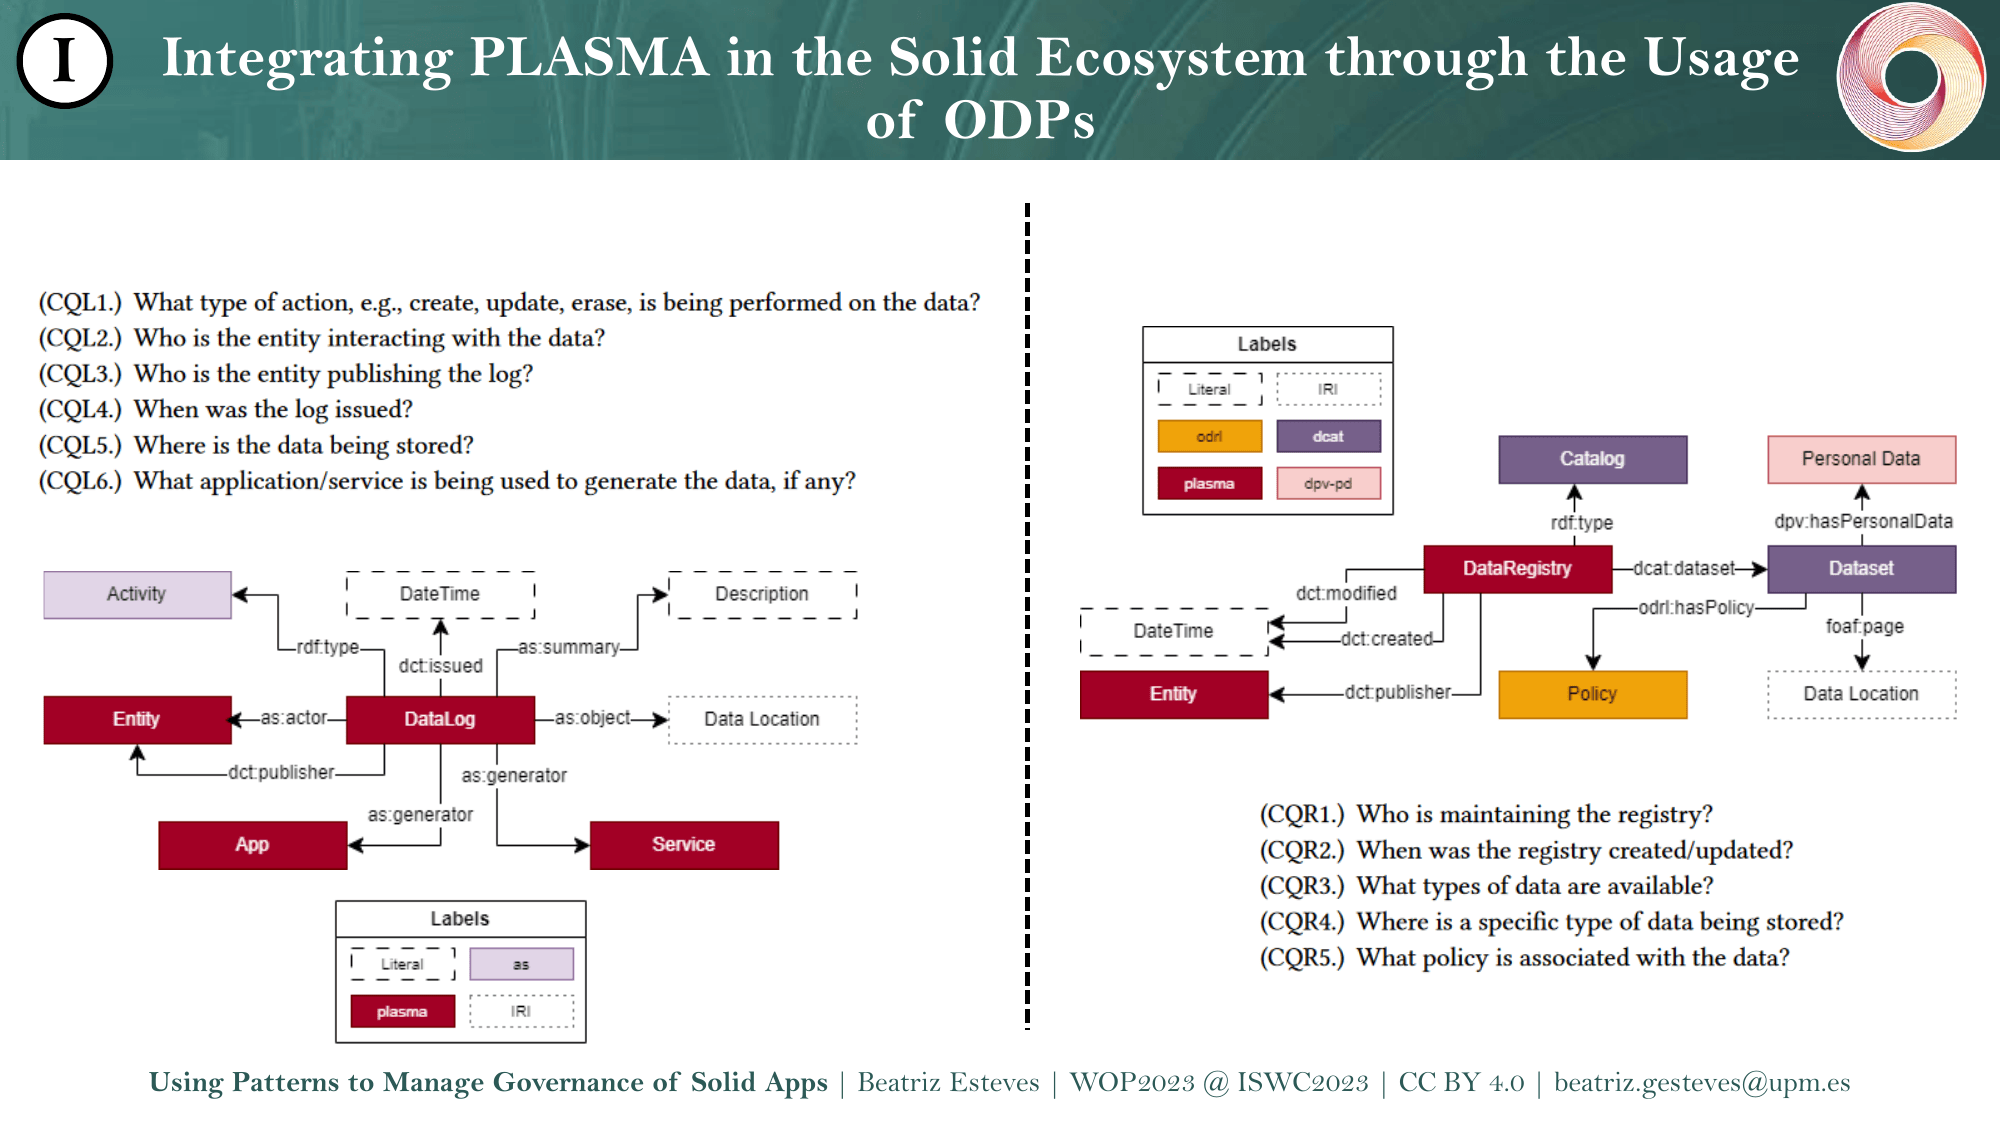 I
Integrating PLASMA in the Solid Ecosystem through the Usage
of ODPs
(CQL1.) What type of action, e.g., create, update, erase, is being performed on the data?
(CQL2.) Who is the entity interacting with the data?
(CQL3.) Who is the entity publishing the log?
(CQL4.) When was the log issued?
(CQL5.) Where is the data being stored?
(CQL6.) What application/service is being used to generate the data, if any?
Activity
DateTime
Description
rdf:type
dct:issued
as:summary
Entity
as:actor
DataLog
as:object
Data Location
dct:publisher
as:generator
as:generator
App
Service
Labels
Literal
as
plasma
IRI
Labels
Literal
IRI
odrl
dcat
plasma
dpv-pd
Catalog
Personal Data
rdf:type
dpv:hasPersonalData
DataRegistry
dcat:dataset
Dataset
dct:modified
odrl:hasPolicy
DateTime
dct:created
foaf:page
Entity
dct:publisher
Policy
Data Location
(CQR1.) Who is maintaining the registry?
(CQR2.) When was the registry created/updated?
(CQR3.) What types of data are available?
(CQR4.) Where is a specific type of data being stored?
(CQR5.) What policy is associated with the data?
Using Patterns to Manage Governance of Solid Apps | Beatriz Esteves | WOP2023 @ ISWC2023 | CC BY 4.0 | beatriz.gesteves@upm.es